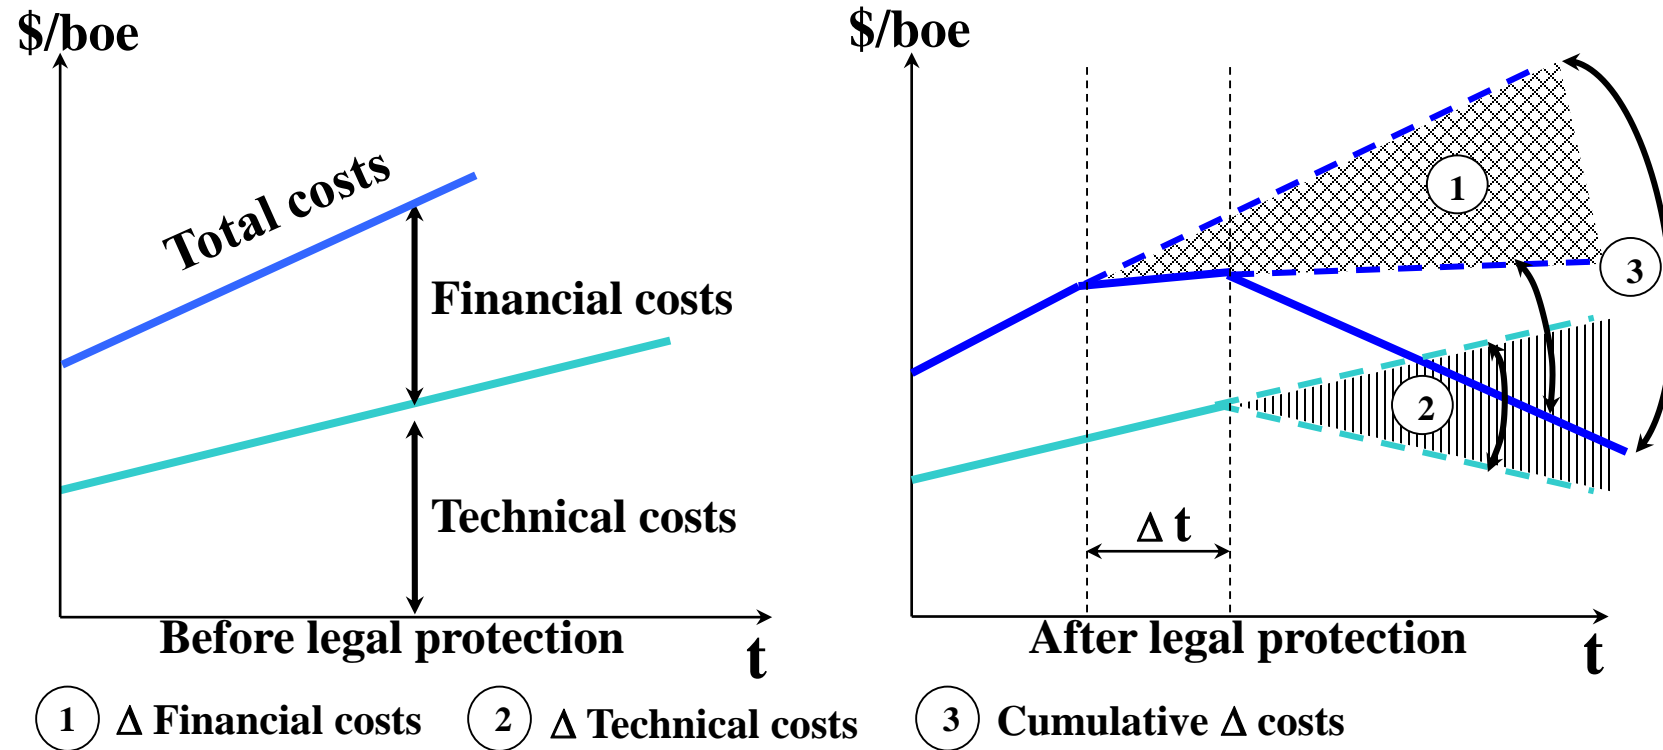 $/boe
Total costs
Financial costs
Technical costs
Before legal protection
t
$/boe
1
3
2
Δ t
After legal protection
t
1 Δ Financial costs
2 Δ Technical costs
3 Cumulative Δ costs